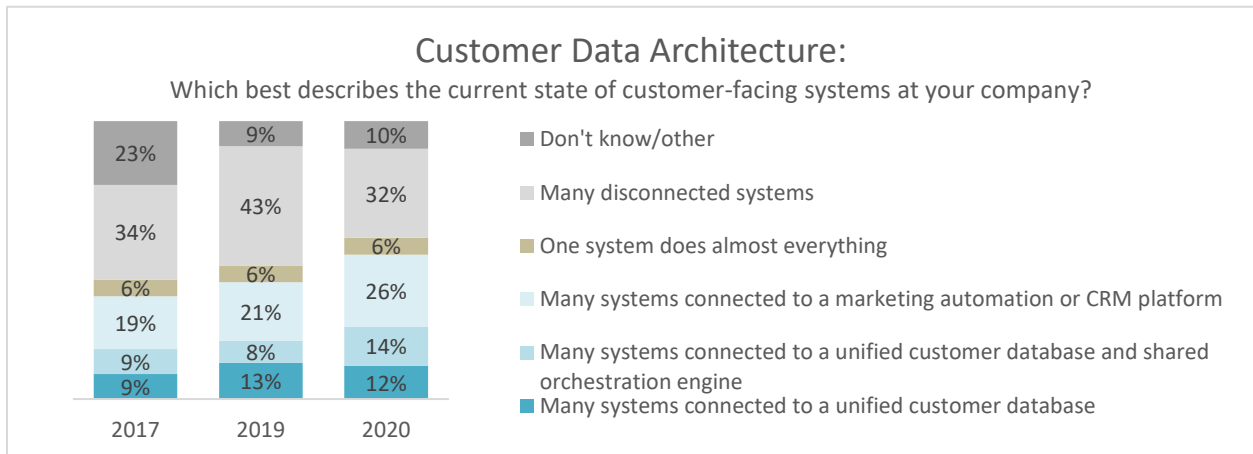 Customer Data Architecture:
Which best describes the current state of customer-facing systems at your company?
23%
34%
6%
19%
9%
9%
2017
9%
43%
6%
21%
8%
13%
2019
10%
32%
6%
26%
14%
12%
2020
Don't know/other
Many disconnected systems
One system does almost everything
Many systems connected to a marketing automation or CRM platform
Many systems connected to a unified customer database and shared
orchestration engine
Many systems connected to a unified customer database